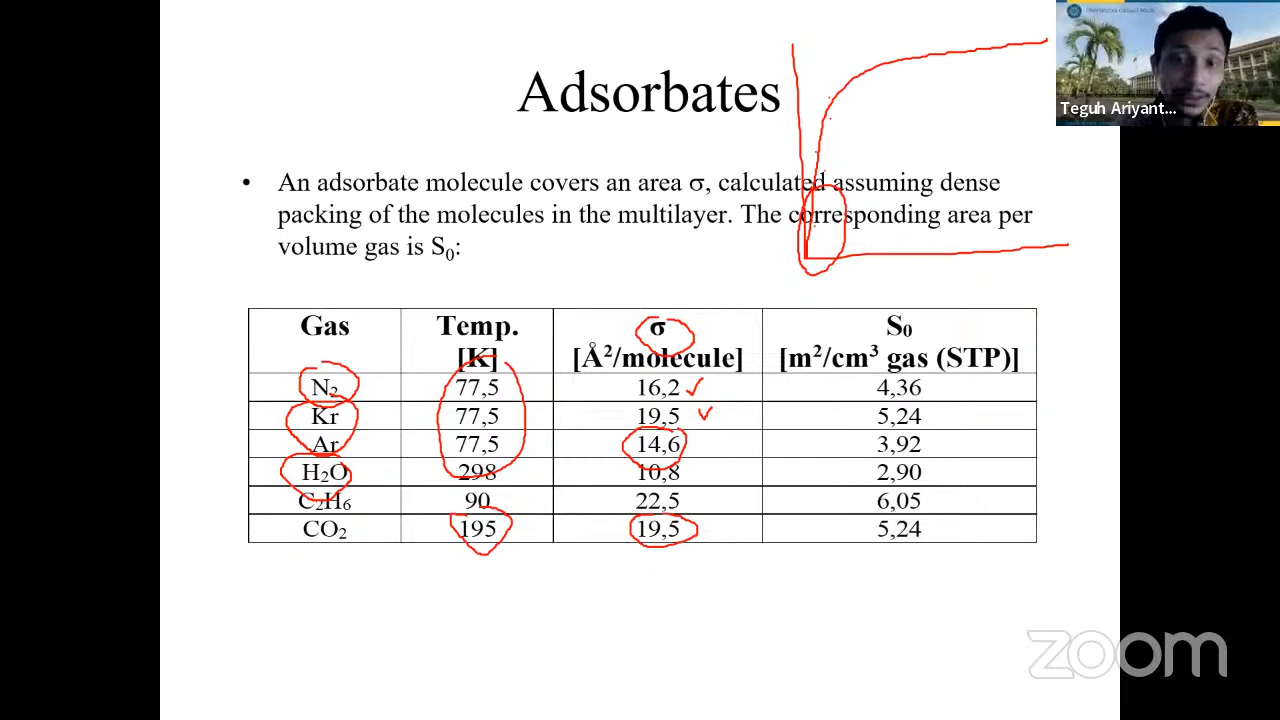 Adsorbates
Teguh Ariyant...
• An adsorbate molecule covers an area σ, calculated assuming dense
packing of the molecules in the multilayer. The corresponding area per
volume gas is S₀:
Gas Temp. [K] σ [Å²/molecule] S₀ [m²/cm³ gas (STP)]
N₂ 77,5 16,2 4,36
Kr 77,5 19,5 5,24
Ar 77,5 14,6 3,92
H₂O 298 10,8 2,90
C₂H₆ 90 22,5 6,05
CO₂ 195 19,5 5,24
zoom